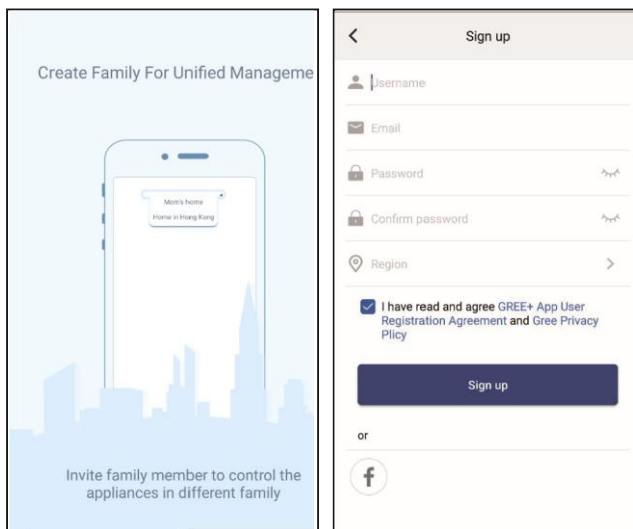 Create Family For Unified Manageme
Mom's home
Home in Hong Kong
Invite family member to control the
appliances in different family
Sign up
Username
Email
Password
Confirm password
Region
I have read and agree GREE+ App User
Registration Agreement and Gree Privacy
Plicy
Sign up
or